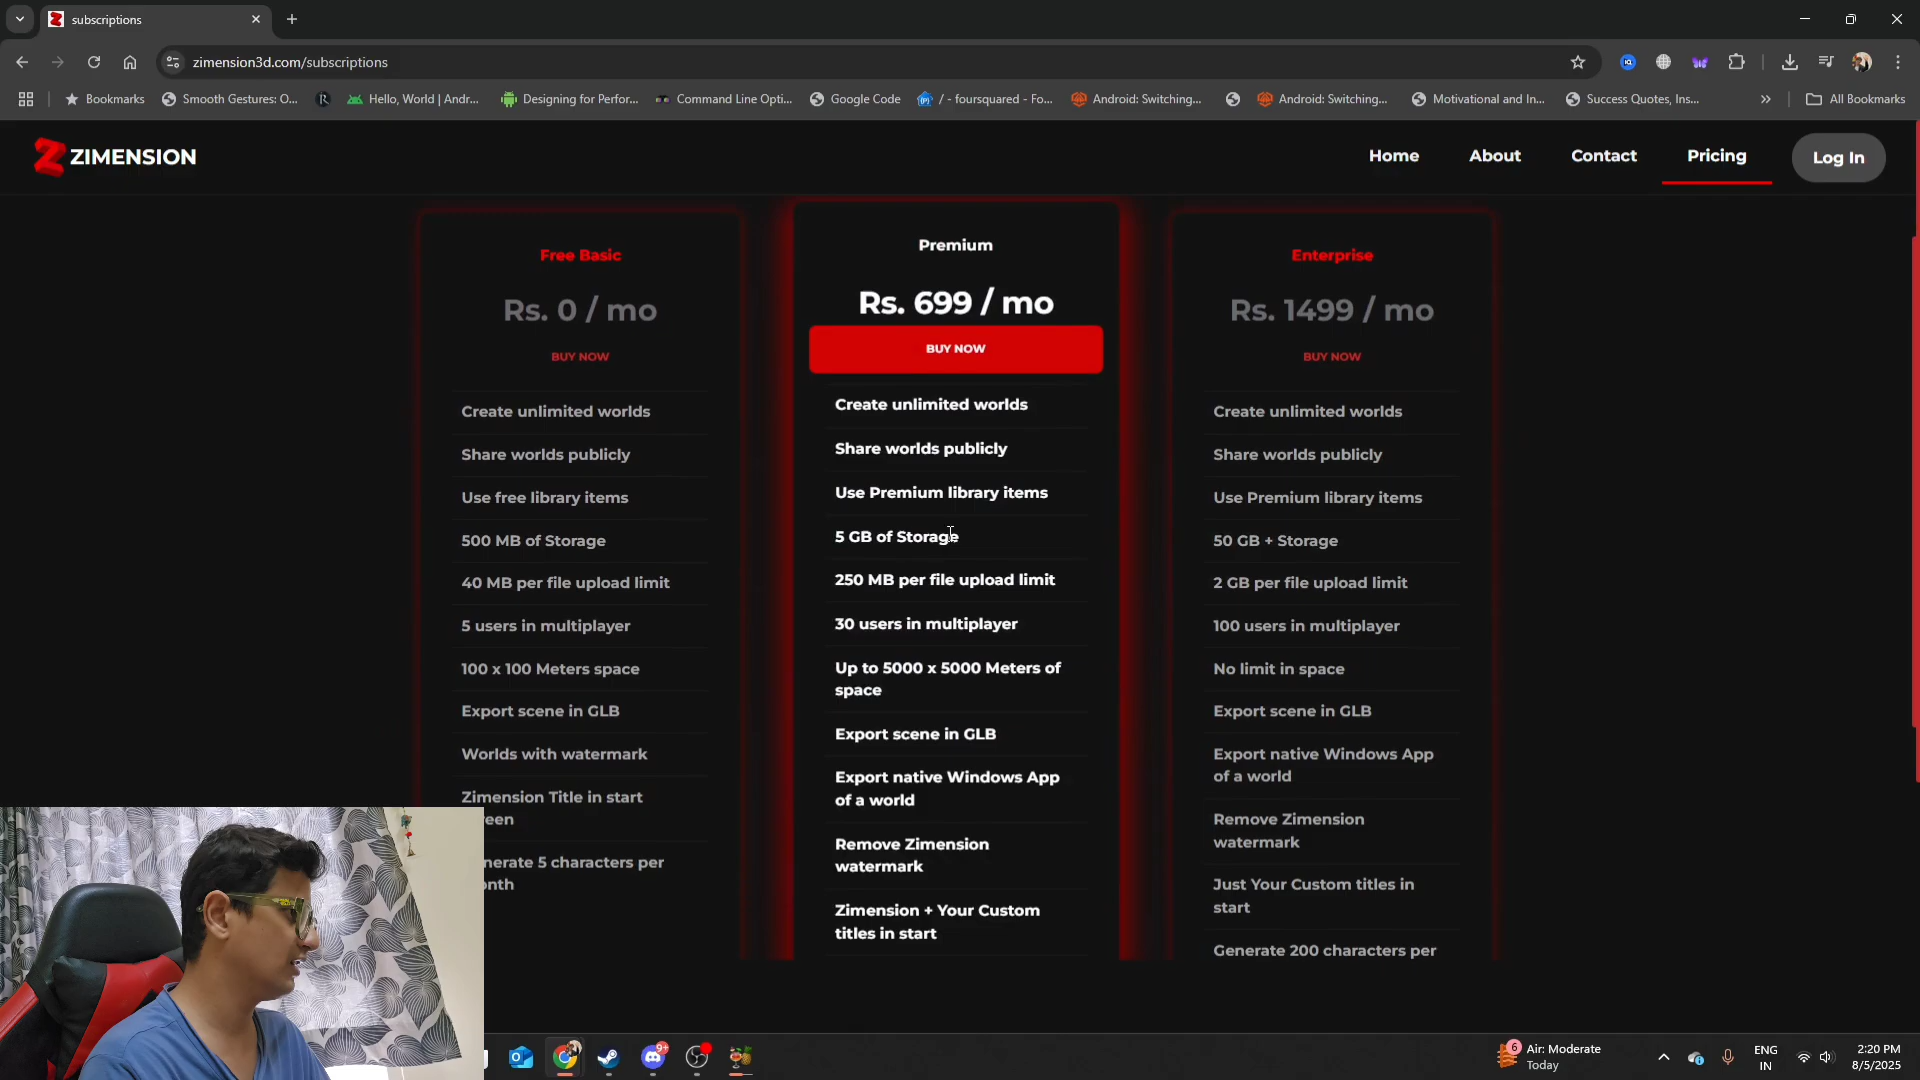 subscriptions
zimension3d.com/subscriptions
Bookmarks
Smooth Gestures: O...
Hello, World | Andr...
Designing for Perfor...
Command Line Opti...
Google Code
/ - foursquared - Fo...
Android: Switching...
Android: Switching...
Motivational and In...
Success Quotes, Ins...
All Bookmarks
ZIMENSION
Home
About
Contact
Pricing
Log In
Free Basic
Rs. 0 / mo
BUY NOW
Create unlimited worlds
Share worlds publicly
Use free library items
500 MB of Storage
40 MB per file upload limit
5 users in multiplayer
100 x 100 Meters space
Export scene in GLB
Worlds with watermark
Zimension Title in start
5 characters per
Premium
Rs. 699 / mo
BUY NOW
Create unlimited worlds
Share worlds publicly
Use Premium library items
5 GB of Storage
250 MB per file upload limit
30 users in multiplayer
Up to 5000 x 5000 Meters of
space
Export scene in GLB
Export native Windows App
of a world
Remove Zimension
watermark
Zimension + Your Custom
titles in start
Enterprise
Rs. 1499 / mo
BUY NOW
Create unlimited worlds
Share worlds publicly
Use Premium library items
50 GB + Storage
2 GB per file upload limit
100 users in multiplayer
No limit in space
Export scene in GLB
Export native Windows App
of a world
Remove Zimension
watermark
Just Your Custom titles in
start
Generate 200 characters per
9+
6
Air: Moderate
Today
ENG
IN
2:20 PM
8/5/2025